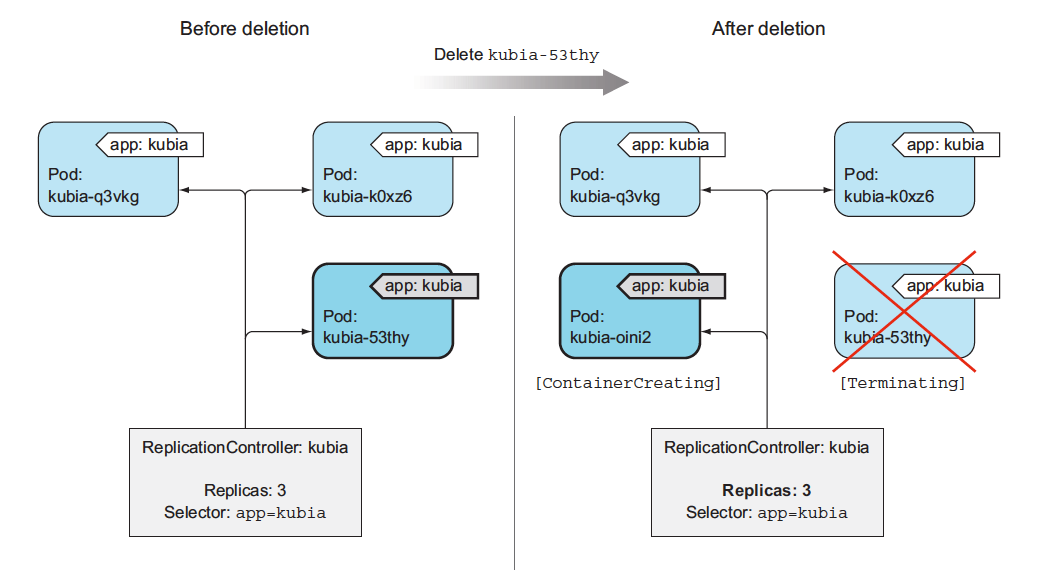 Before deletion
After deletion
Delete kubia-53thy
app: kubia
Pod:
kubia-q3vkg
app: kubia
Pod:
kubia-k0xz6
app: kubia
Pod:
kubia-53thy
ReplicationController: kubia
Replicas: 3
Selector: app=kubia
app: kubia
Pod:
kubia-q3vkg
app: kubia
Pod:
kubia-k0xz6
app: kubia
Pod:
kubia-oini2
[ContainerCreating]
app: kubia
Pod:
kubia-53thy
[Terminating]
ReplicationController: kubia
Replicas: 3
Selector: app=kubia